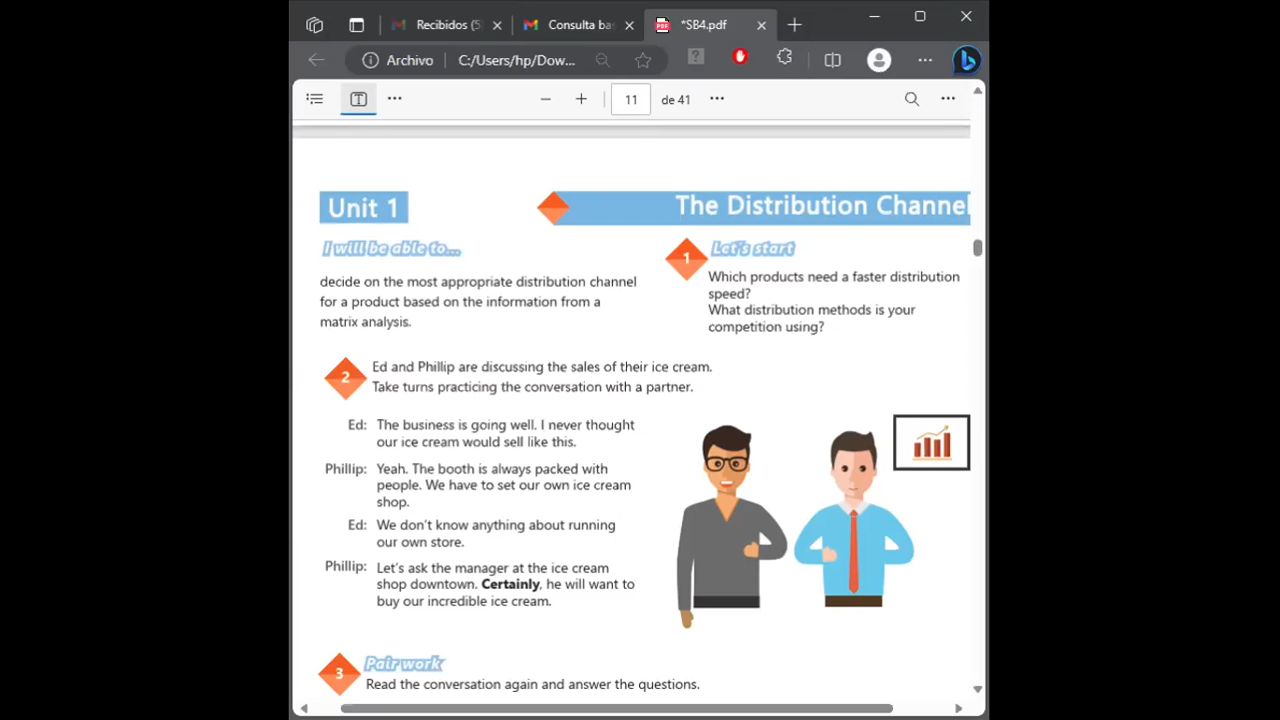 Recibidos (5
Consulta ba
*SB4.pdf
Archivo
C:/Users/hp/Dow...
11
de 41
Unit 1
The Distribution Channel
I will be able to...
decide on the most appropriate distribution channel
for a product based on the information from a
matrix analysis.
1
Let's start
Which products need a faster distribution
speed?
What distribution methods is your
competition using?
2
Ed and Phillip are discussing the sales of their ice cream.
Take turns practicing the conversation with a partner.
Ed: The business is going well. I never thought
our ice cream would sell like this.
Phillip: Yeah. The booth is always packed with
people. We have to set our own ice cream
shop.
Ed: We don't know anything about running
our own store.
Phillip: Let's ask the manager at the ice cream
shop downtown. Certainly, he will want to
buy our incredible ice cream.
3
Pair work
Read the conversation again and answer the questions.